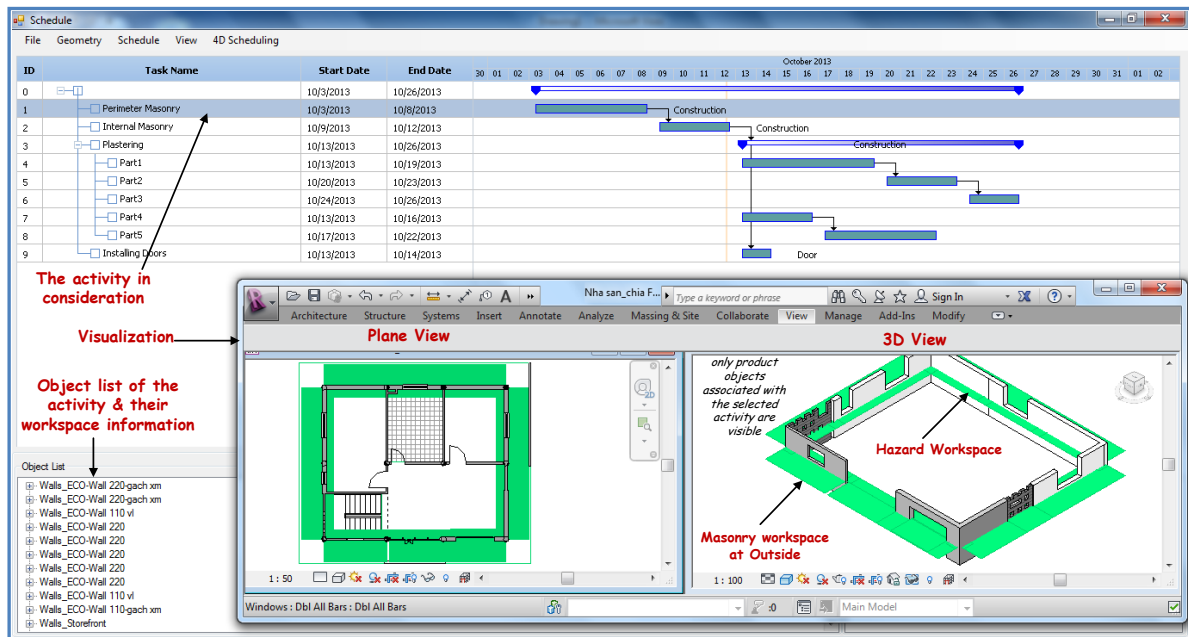 Schedule
File Geometry Schedule View 4D Scheduling
October 2013
ID Task Name Start Date End Date 30 01 02 03 04 05 06 07 08 09 10 11 12 13 14 15 16 17 18 19 20 21 22 23 24 25 26 27 28 29 30 31 01 02
0 10/3/2013 10/26/2013
1 Perimeter Masonry 10/3/2013 10/8/2013 Construction
2 Internal Masonry 10/9/2013 10/12/2013 Construction
3 Plastering 10/13/2013 10/26/2013 Construction
4 Part1 10/13/2013 10/19/2013
5 Part2 10/20/2013 10/23/2013
6 Part3 10/24/2013 10/26/2013
7 Part4 10/13/2013 10/16/2013
8 Part5 10/17/2013 10/22/2013
9 Installing Doors 10/13/2013 10/14/2013 Door
The activity in
consideration
Visualization
Object list of the
activity & their
workspace information
Nha san_chia F... Type a keyword or phrase Sign In
Architecture Structure Systems Insert Annotate Analyze Massing & Site Collaborate View Manage Add-Ins Modify
Plane View
3D View
2D
only product
objects
associated with
the selected
activity are
visible
Hazard Workspace
Masonry workspace
at Outside
1 : 50
1 : 100
Windows : Dbl All Bars : Dbl All Bars
:0
Main Model
Object List
Walls_ECO-Wall 220-gach xm
Walls_ECO-Wall 220-gach xm
Walls_ECO-Wall 110 vl
Walls_ECO-Wall 220
Walls_ECO-Wall 220
Walls_ECO-Wall 220
Walls_ECO-Wall 220
Walls_ECO-Wall 220
Walls_ECO-Wall 110 vl
Walls_ECO-Wall 110-gach xm
Walls_Storefront